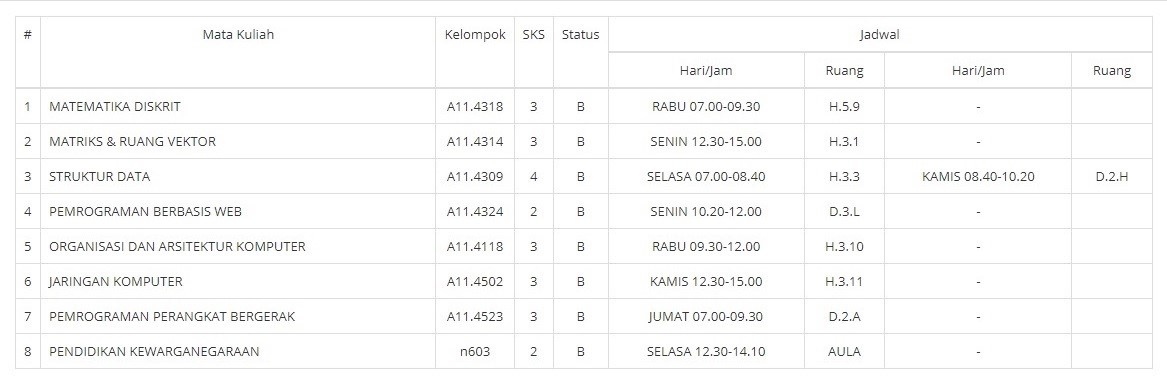 # Mata Kuliah Kelompok SKS Status Jadwal
Hari/Jam Ruang Hari/Jam Ruang
1 MATEMATIKA DISKRIT A11.4318 3 B RABU 07.00-09.30 H.5.9 -
2 MATRIKS & RUANG VEKTOR A11.4314 3 B SENIN 12.30-15.00 H.3.1 -
3 STRUKTUR DATA A11.4309 4 B SELASA 07.00-08.40 H.3.3 KAMIS 08.40-10.20 D.2.H
4 PEMROGRAMAN BERBASIS WEB A11.4324 2 B SENIN 10.20-12.00 D.3.L -
5 ORGANISASI DAN ARSITEKTUR KOMPUTER A11.4118 3 B RABU 09.30-12.00 H.3.10 -
6 JARINGAN KOMPUTER A11.4502 3 B KAMIS 12.30-15.00 H.3.11 -
7 PEMROGRAMAN PERANGKAT BERGERAK A11.4523 3 B JUMAT 07.00-09.30 D.2.A -
8 PENDIDIKAN KEWARGANEGARAAN n603 2 B SELASA 12.30-14.10 AULA -